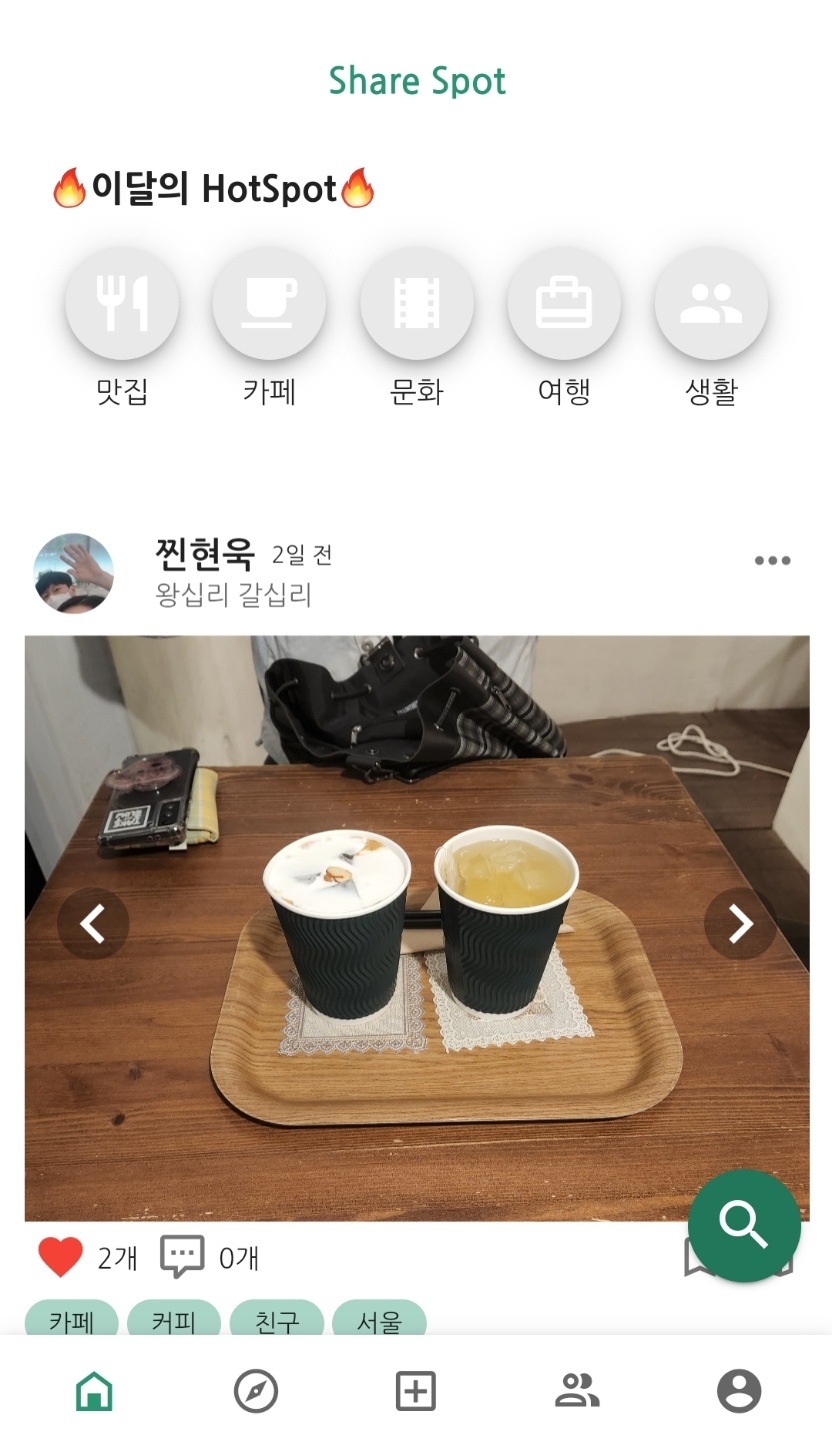 Share Spot
🔥이달의 HotSpot🔥
맛집 카페 문화 여행 생활
찐현욱 2일 전
왕십리 갈십리
2개 0개
카페 커피 친구 서울